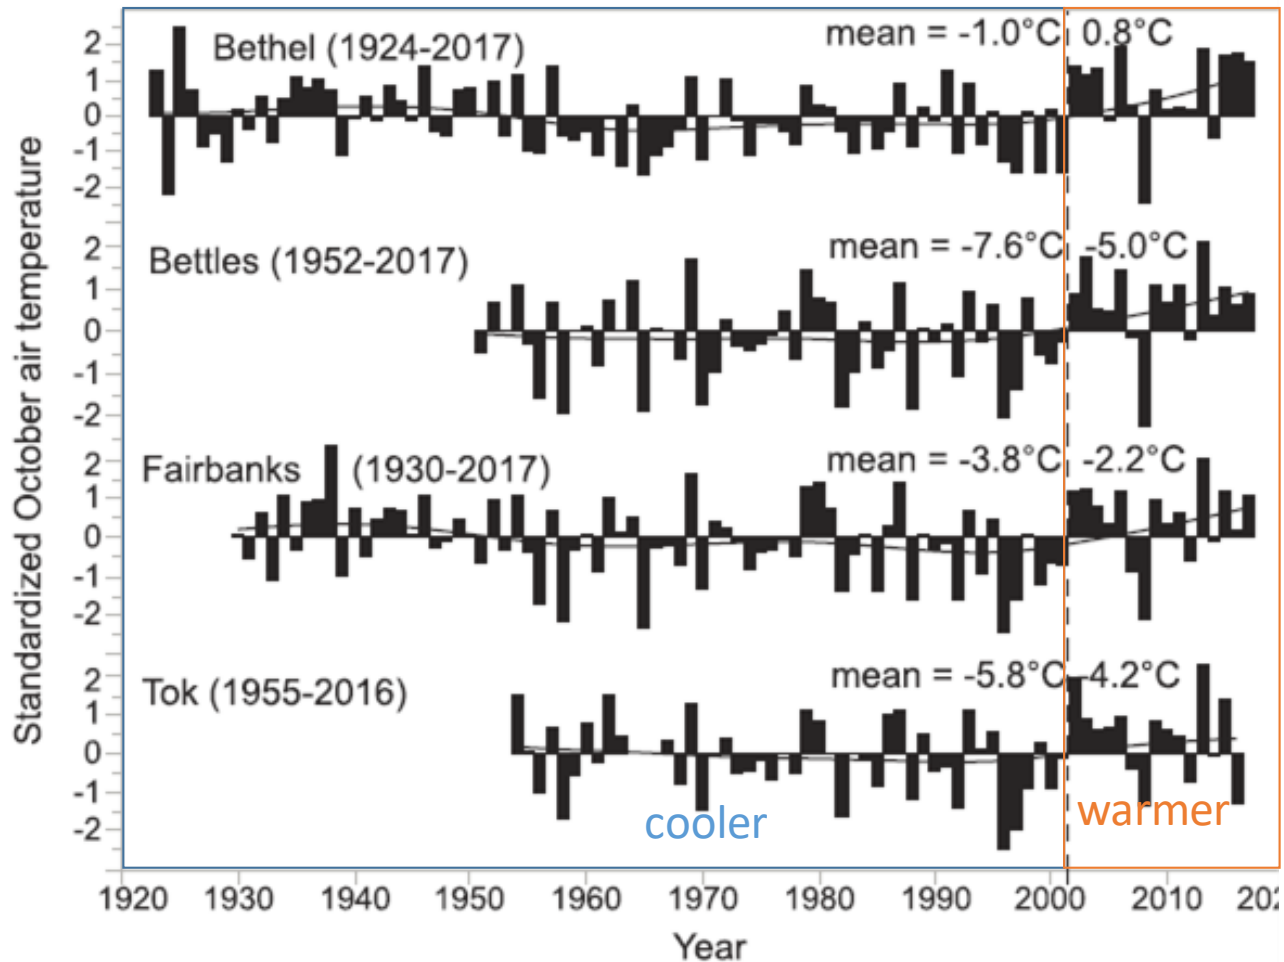 Standardized October air temperature
Bethel (1924-2017)
mean = -1.0°C 0.8°C
2
1
0
-1
-2
Bettles (1952-2017)
mean = -7.6°C -5.0°C
2
1
0
-1
-2
Fairbanks (1930-2017)
mean = -3.8°C -2.2°C
2
1
0
-1
-2
Tok (1955-2016)
mean = -5.8°C -4.2°C
2
1
0
-1
-2
cooler
warmer
1920 1930 1940 1950 1960 1970 1980 1990 2000 2010
Year